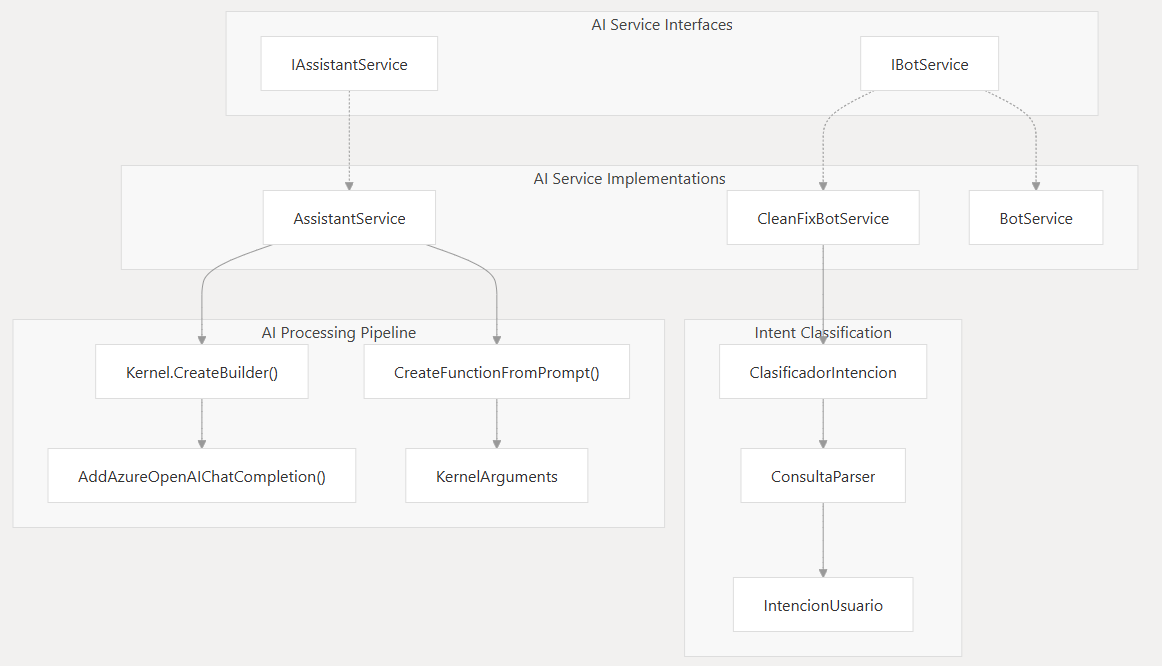 AI Service Interfaces
IAssistantService
IBotService
AI Service Implementations
AssistantService
CleanFixBotService
BotService
AI Processing Pipeline
Kernel.CreateBuilder()
CreateFunctionFromPrompt()
AddAzureOpenAIChatCompletion()
KernelArguments
Intent Classification
ClasificadorIntencion
ConsultaParser
IntencionUsuario